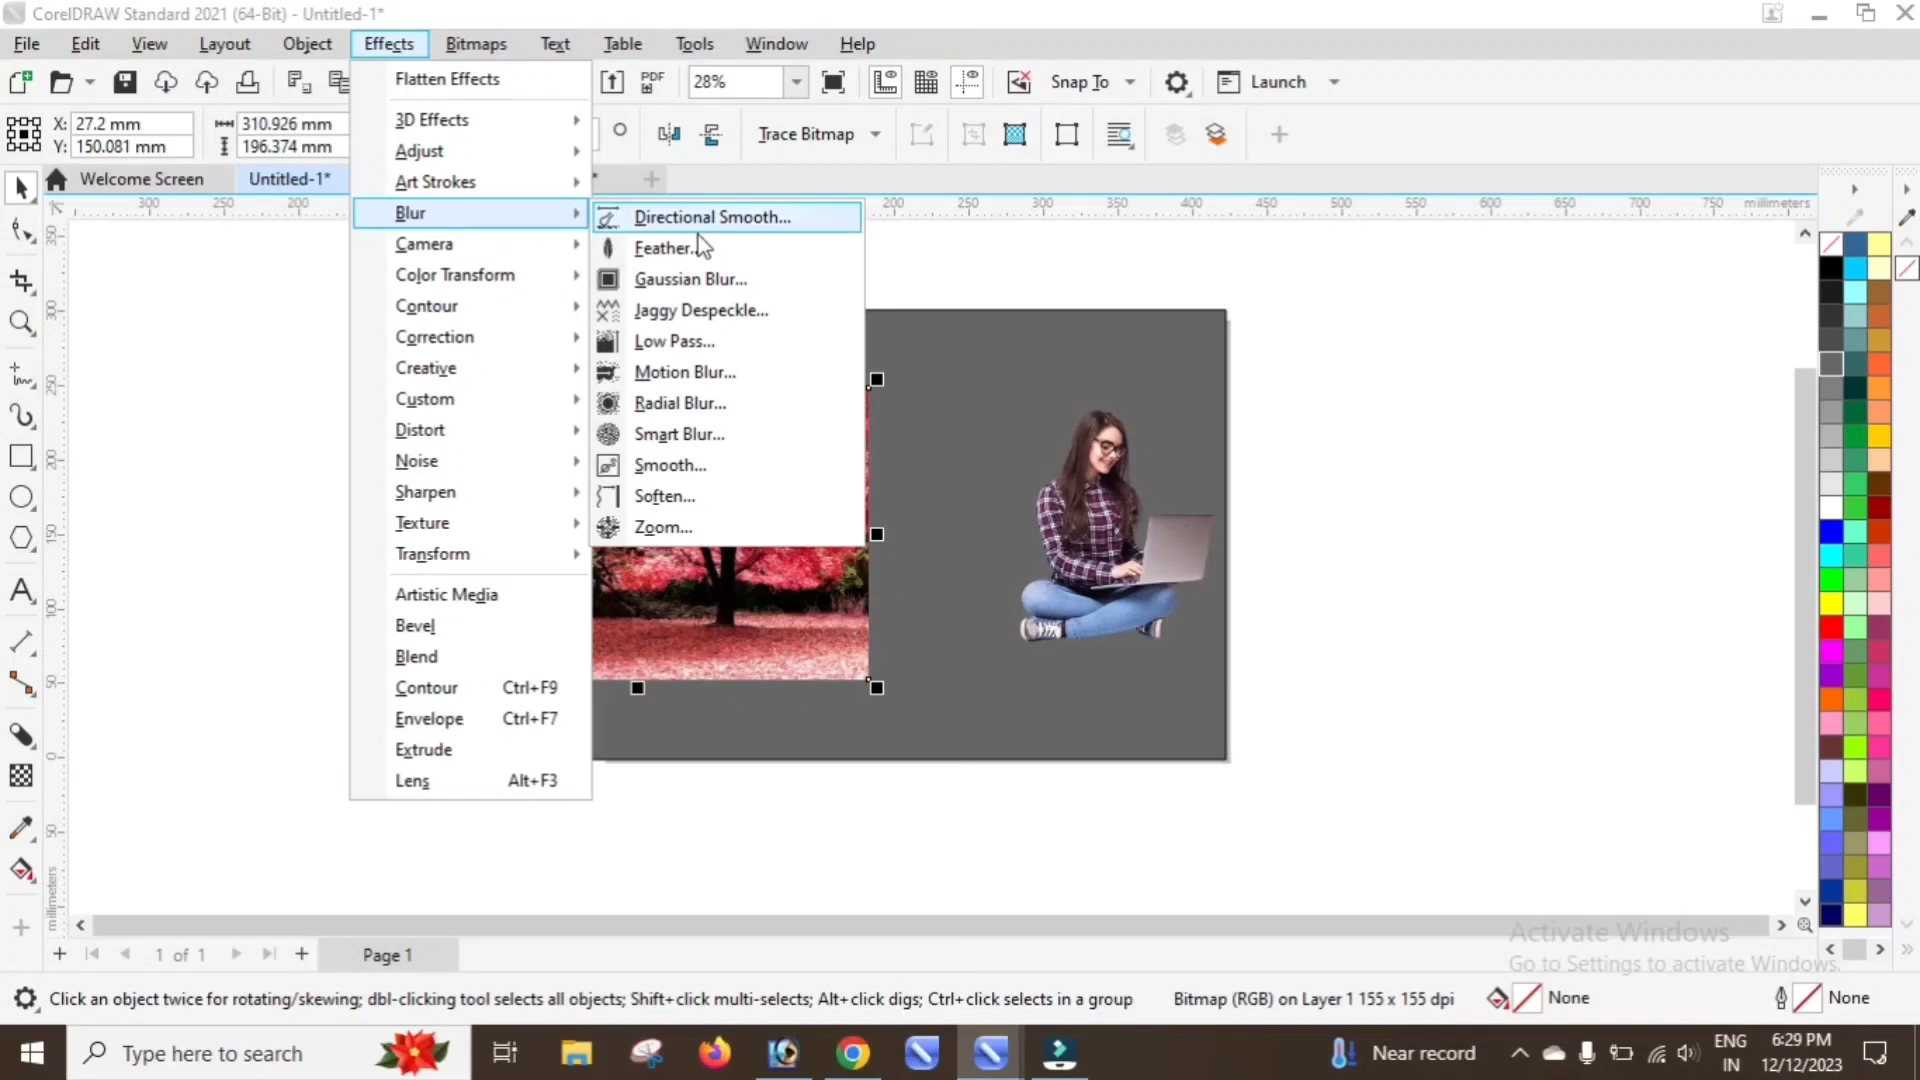 CorelDRAW Standard 2021 (64-Bit) - Untitled-1*
File Edit View Layout Object Effects Bitmaps Text Table Tools Window Help
PDF 28% Snap To Launch
X: 27.2 mm 310.926 mm
Y: 150.081 mm 196.374 mm
Trace Bitmap
Welcome Screen Untitled-1* *
300 250 200 200 250 300 350 400 450 500 550 600 650 700 750 millimeters
Flatten Effects
3D Effects
Adjust
Art Strokes
Blur
Camera
Color Transform
Contour
Correction
Creative
Custom
Distort
Noise
Sharpen
Texture
Transform
Artistic Media
Bevel
Blend
Contour Ctrl+F9
Envelope Ctrl+F7
Extrude
Lens Alt+F3
Directional Smooth...
Feather...
Gaussian Blur...
Jaggy Despeckle...
Low Pass...
Motion Blur...
Radial Blur...
Smart Blur...
Smooth...
Soften...
Zoom...
350
300
250
200
150
100
50
0
50
millimeters
1 of 1 Page 1
Activate Windows
Go to Settings to activate Windows.
Click an object twice for rotating/skewing; dbl-clicking tool selects all objects; Shift+click multi-selects; Alt+click digs; Ctrl+click selects in a group Bitmap (RGB) on Layer 1 155 x 155 dpi None None
Type here to search
Near record
ENG
IN
6:29 PM
12/12/2023